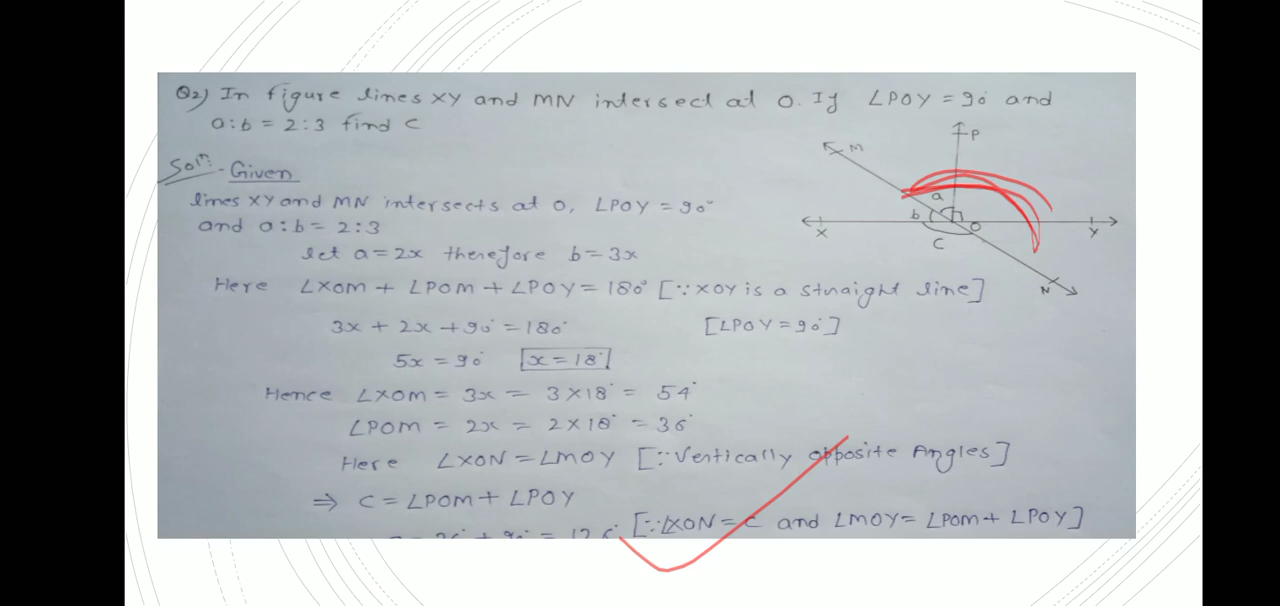 Q2) In figure lines XY and MN intersect at O. If ∠POY = 90° and
a:b = 2:3 find C
Solⁿ:- Given
lines XY and MN intersects at O, ∠POY = 90°
and a:b = 2:3
let a = 2x therefore b = 3x
Here ∠XOM + ∠POM + ∠POY = 180° [∵ XOY is a straight line]
3x + 2x + 90° = 180° [∠POY = 90°]
5x = 90° x = 18°
Hence ∠XOM = 3x = 3 × 18° = 54°
∠POM = 2x = 2 × 18° = 36°
Here ∠XON = ∠MOY [∵ Vertically opposite Angles]
⇒ C = ∠POM + ∠POY
= 36° + 90° = 126° [∵ ∠XON = C and ∠MOY = ∠POM + ∠POY]
P
M
a
b
O
X
Y
C
N